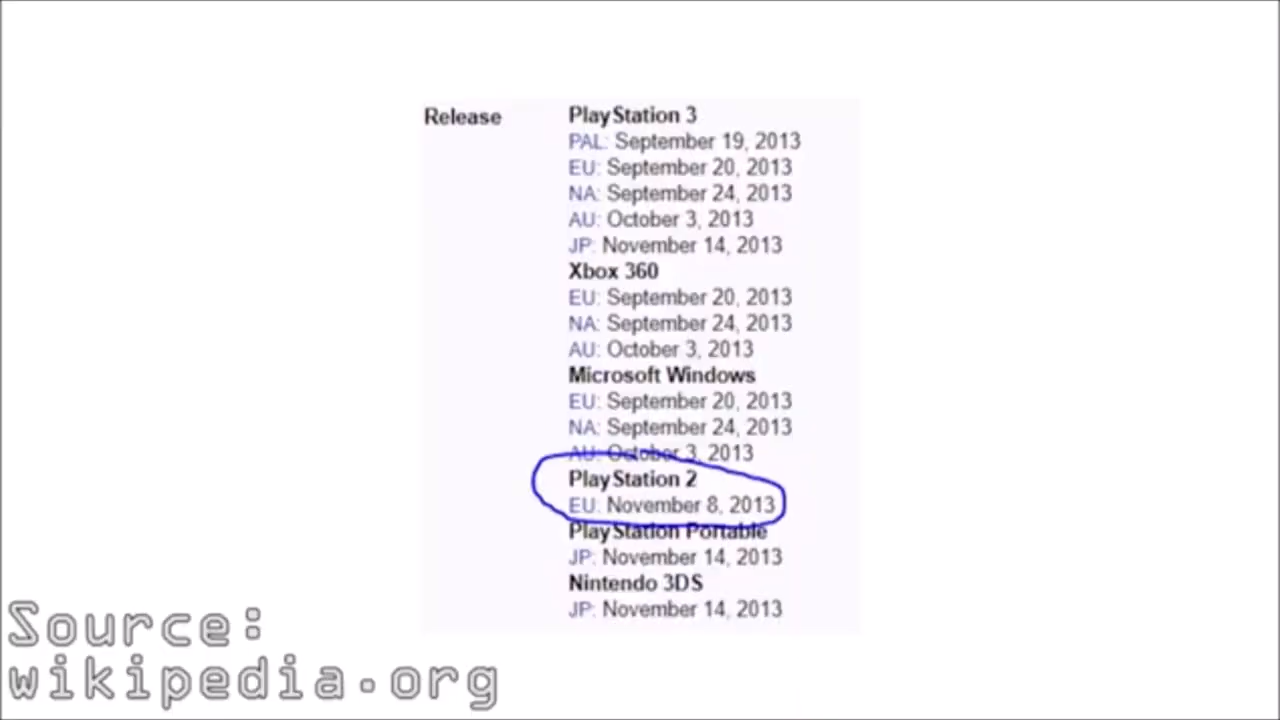 Release
PlayStation 3
PAL: September 19, 2013
EU: September 20, 2013
NA: September 24, 2013
AU: October 3, 2013
JP: November 14, 2013
Xbox 360
EU: September 20, 2013
NA: September 24, 2013
AU: October 3, 2013
Microsoft Windows
EU: September 20, 2013
NA: September 24, 2013
AU: October 3, 2013
PlayStation 2
EU: November 8, 2013
PlayStation Portable
JP: November 14, 2013
Nintendo 3DS
JP: November 14, 2013
Source:
wikipedia.org